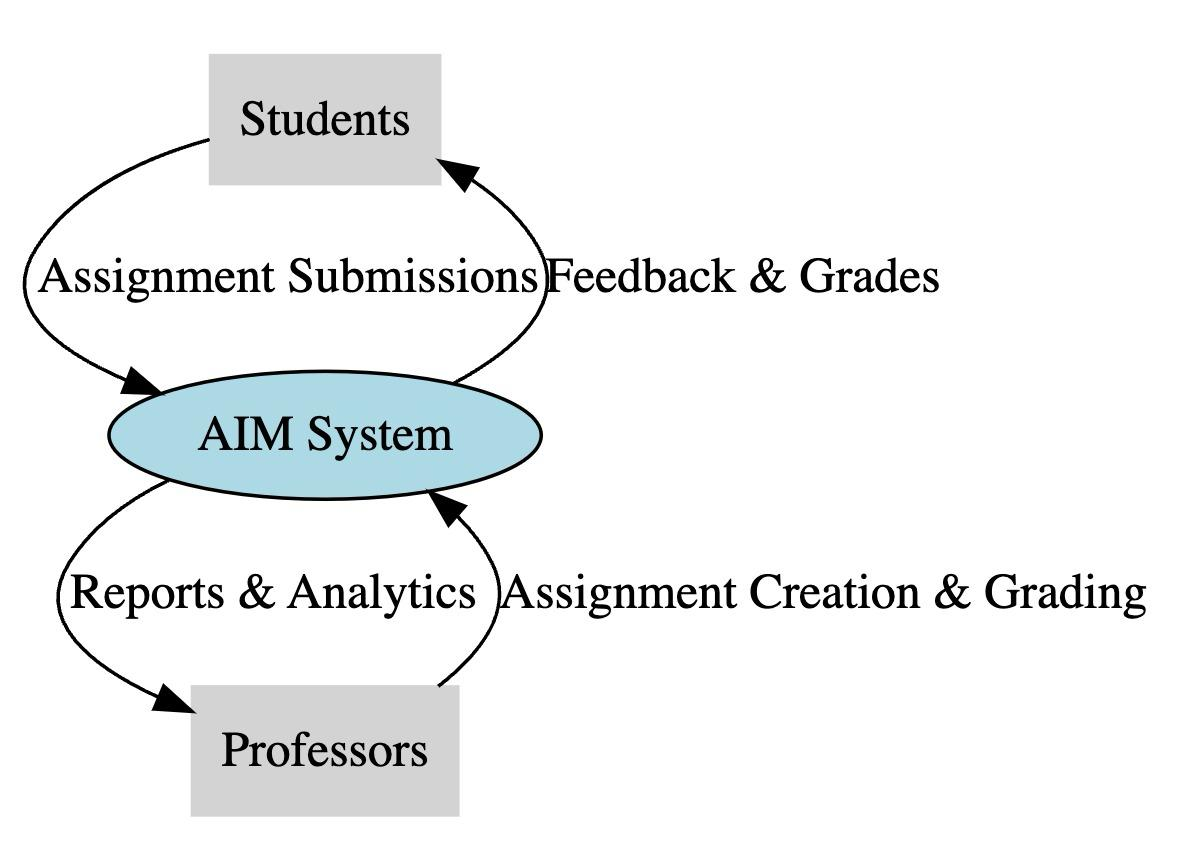 Students
Assignment Submissions
Feedback & Grades
AIM System
Reports & Analytics
Assignment Creation & Grading
Professors